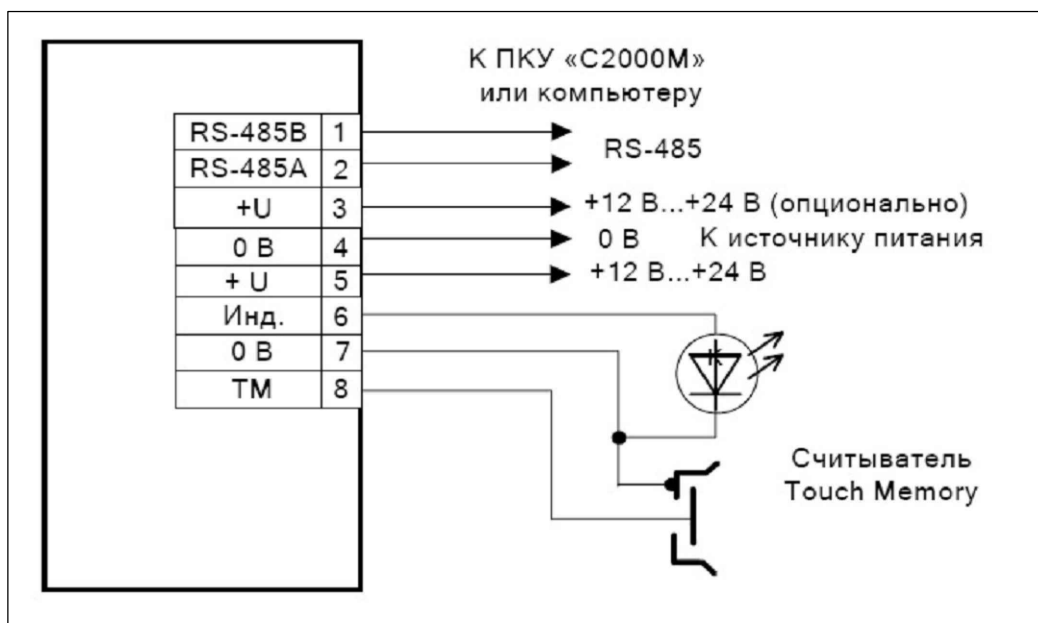 К ПКУ «С2000М»
или компьютеру
RS-485B 1
RS-485A 2
RS-485
+U 3
+12 В...+24 В (опционально)
0 В 4
0 В К источнику питания
+ U 5
+12 В...+24 В
Инд. 6
0 В 7
ТМ 8
К
Считыватель
Touch Memory